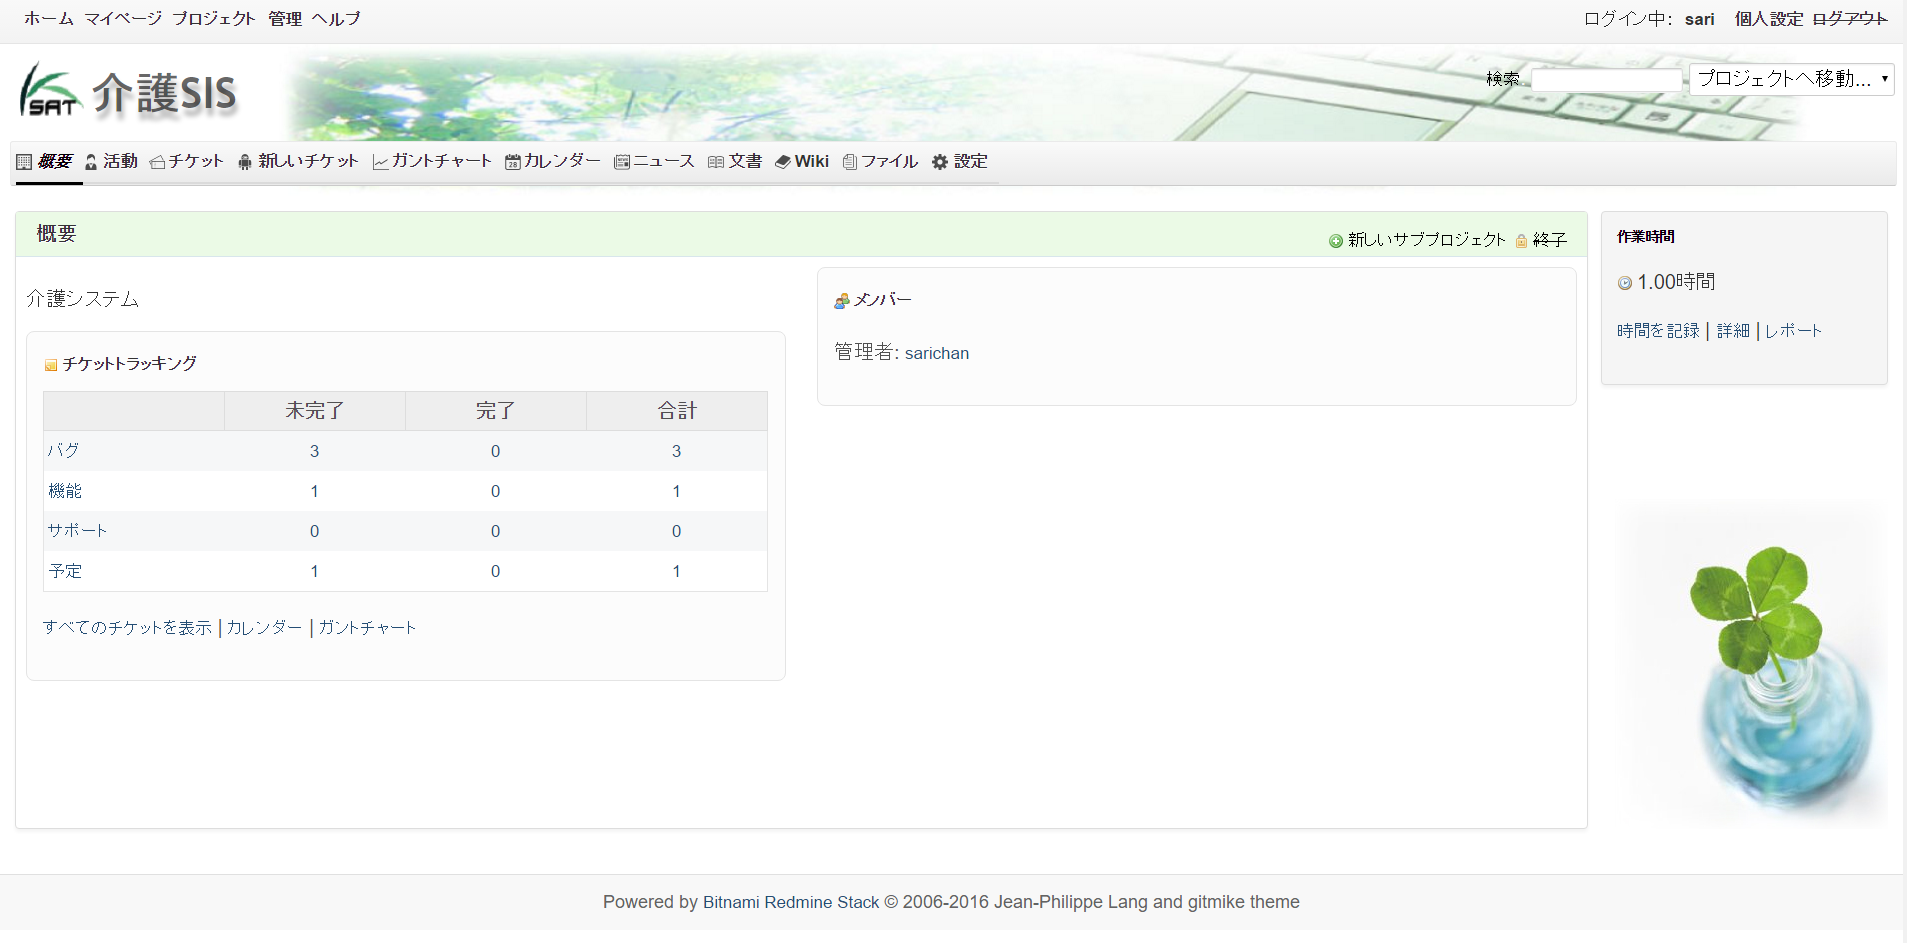 ホーム マイページ プロジェクト 管理 ヘルプ
ログイン中: sari 個人設定 ログアウト
SAT 介護SIS
検索 プロジェクトへ移動...
概要 活動 チケット 新しいチケット ガントチャート カレンダー ニュース 文書 Wiki ファイル 設定
概要
新しいサブプロジェクト 終了
介護システム
チケットトラッキング
未完了 完了 合計
バグ 3 0 3
機能 1 0 1
サポート 0 0 0
予定 1 0 1
すべてのチケットを表示 | カレンダー | ガントチャート
メンバー
管理者: sarichan
作業時間
1.00時間
時間を記録 | 詳細 | レポート
Powered by Bitnami Redmine Stack © 2006-2016 Jean-Philippe Lang and gitmike theme